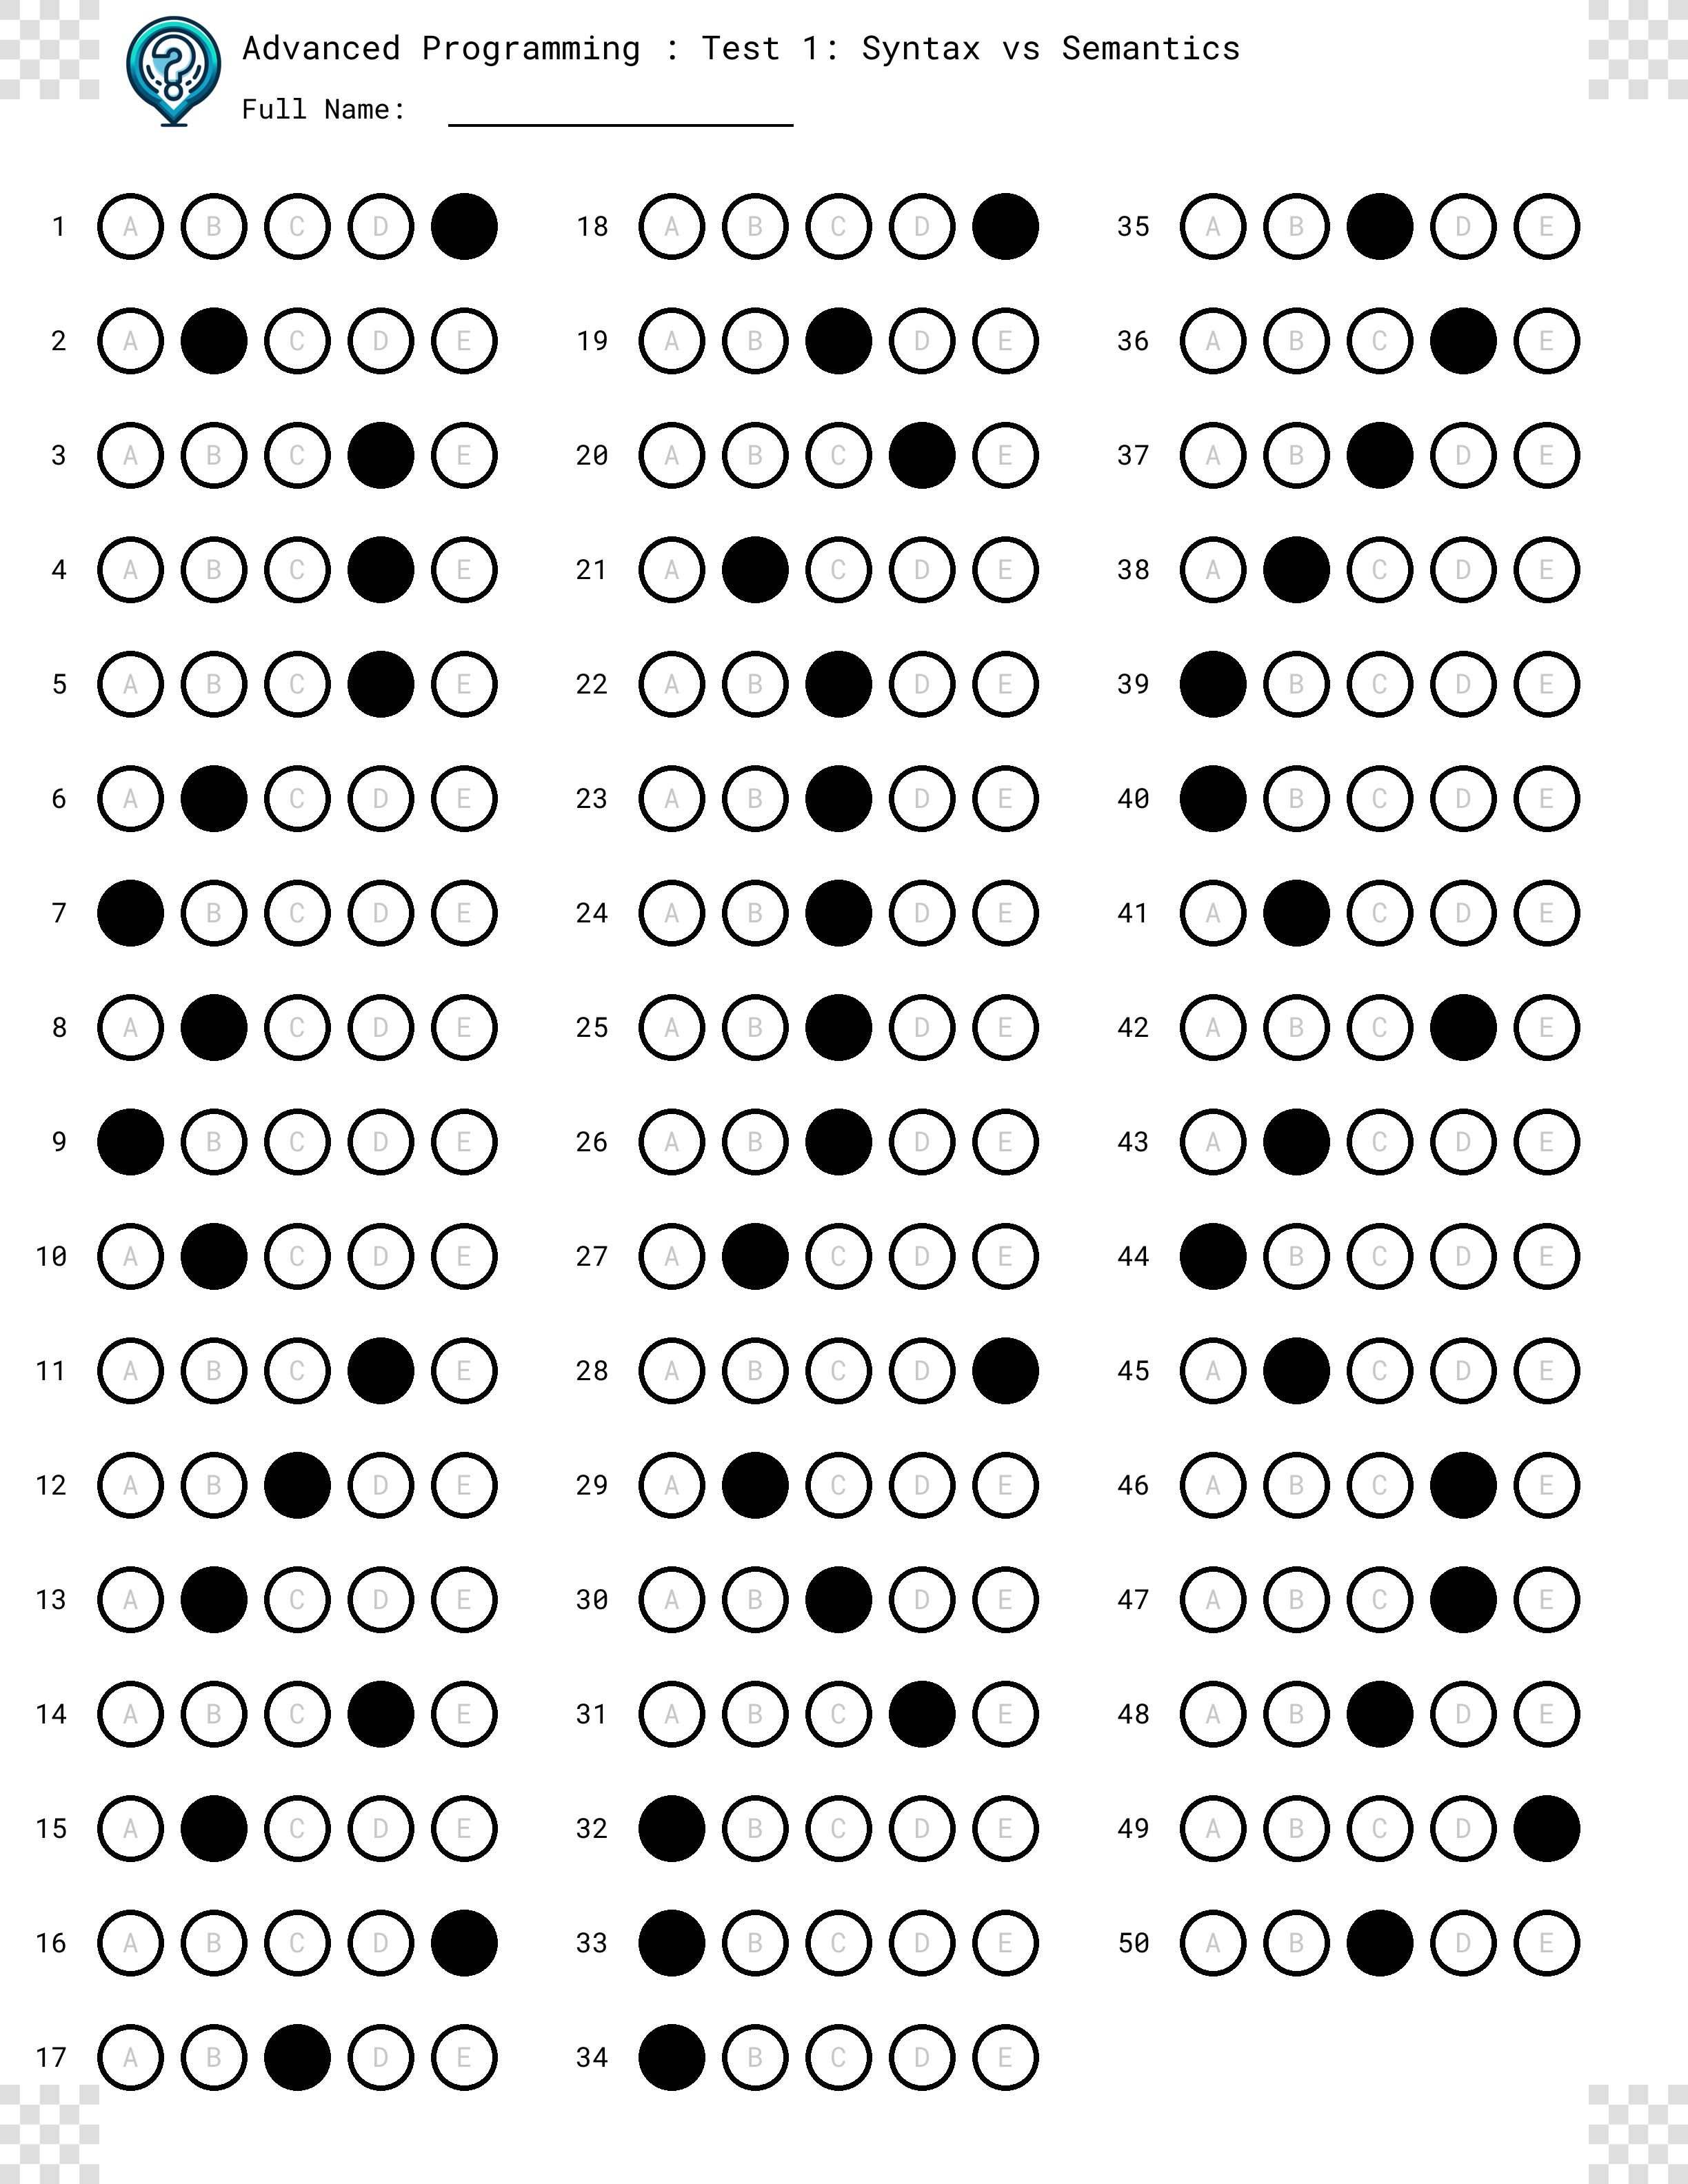 Advanced Programming : Test 1: Syntax vs Semantics
Full Name:
1 A B C D
2 A C D E
3 A B C E
4 A B C E
5 A B C E
6 A C D E
7 B C D E
8 A C D E
9 B C D E
10 A C D E
11 A B C E
12 A B D E
13 A C D E
14 A B C E
15 A C D E
16 A B C D
17 A B D E
18 A B C D
19 A B D E
20 A B C E
21 A C D E
22 A B D E
23 A B D E
24 A B D E
25 A B D E
26 A B D E
27 A C D E
28 A B C D
29 A C D E
30 A B D E
31 A B C E
32 B C D E
33 B C D E
34 B C D E
35 A B D E
36 A B C E
37 A B D E
38 A C D E
39 B C D E
40 B C D E
41 A C D E
42 A B C E
43 A C D E
44 B C D E
45 A C D E
46 A B C E
47 A B C E
48 A B D E
49 A B C D
50 A B D E